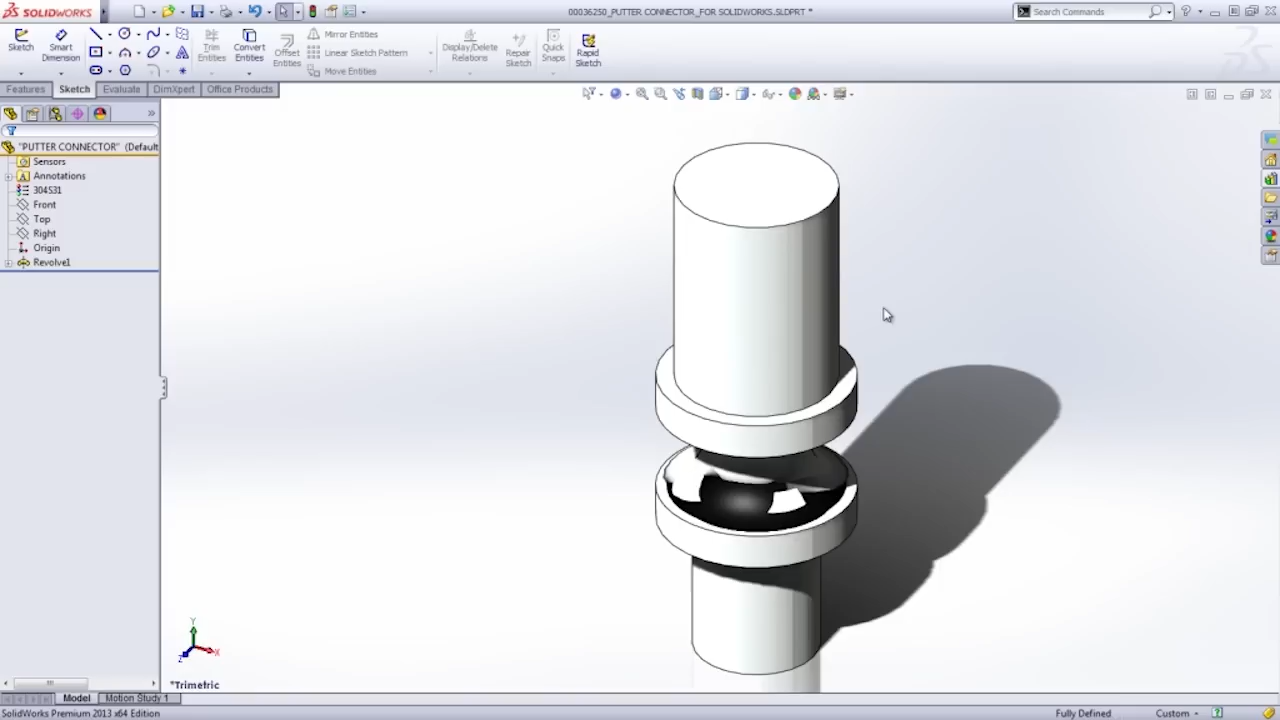 SOLIDWORKS
00036250_PUTTER CONNECTOR_FOR SOLIDWORKS.SLDPRT *
Search Commands
Sketch
Smart Dimension
Trim Entities
Convert Entities
Offset Entities
Mirror Entities
Linear Sketch Pattern
Move Entities
Display/Delete Relations
Repair Sketch
Quick Snaps
Rapid Sketch
Features
Sketch
Evaluate
DimXpert
Office Products
"PUTTER CONNECTOR" (Default
Sensors
Annotations
304S31
Front
Top
Right
Origin
Revolve1
Y
X
Z
*Trimetric
Model
Motion Study 1
SolidWorks Premium 2013 x64 Edition
Fully Defined
Custom